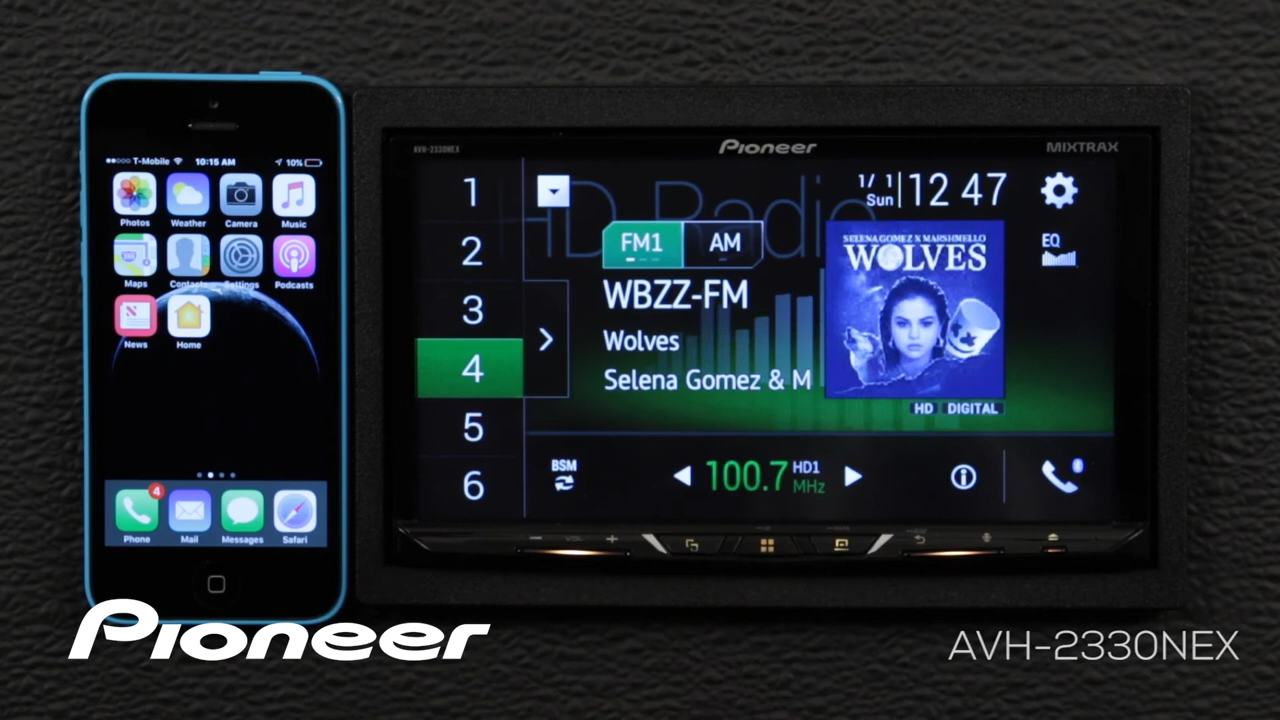 T-Mobile 10:15 AM 10%
Photos Weather Camera Music
Maps Contacts Settings Podcasts
News Home
4
Phone Mail Messages Safari
AVH-2330NEX Pioneer MIXTRAX
1
2
3
4
5
6
HD Radio
1/ 1 Sun 12 47
FM1 AM
EQ
WBZZ-FM
Wolves
Selena Gomez & M
SELENA GOMEZ X MARSHMELLO
WOLVES
HD DIGITAL
BSM
100.7 HD1 MHz
VOL
Pioneer
AVH-2330NEX